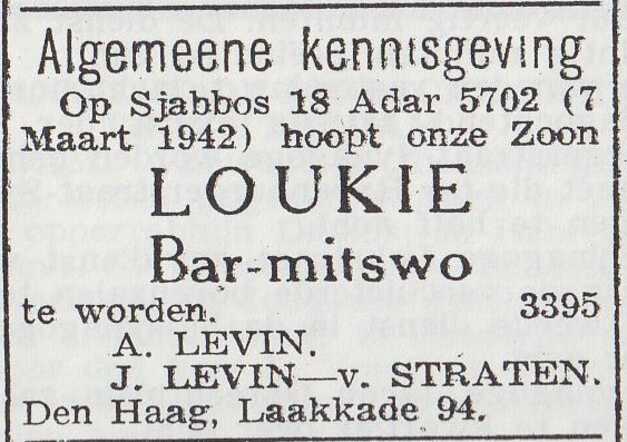 Algemeene kennisgeving
Op Sjabbos 18 Adar 5702 (7
Maart 1942) hoopt onze Zoon
LOUKIE
Bar-mitswo
te worden. 3395
A. LEVIN.
J. LEVIN—v. STRATEN.
Den Haag, Laakkade 94.